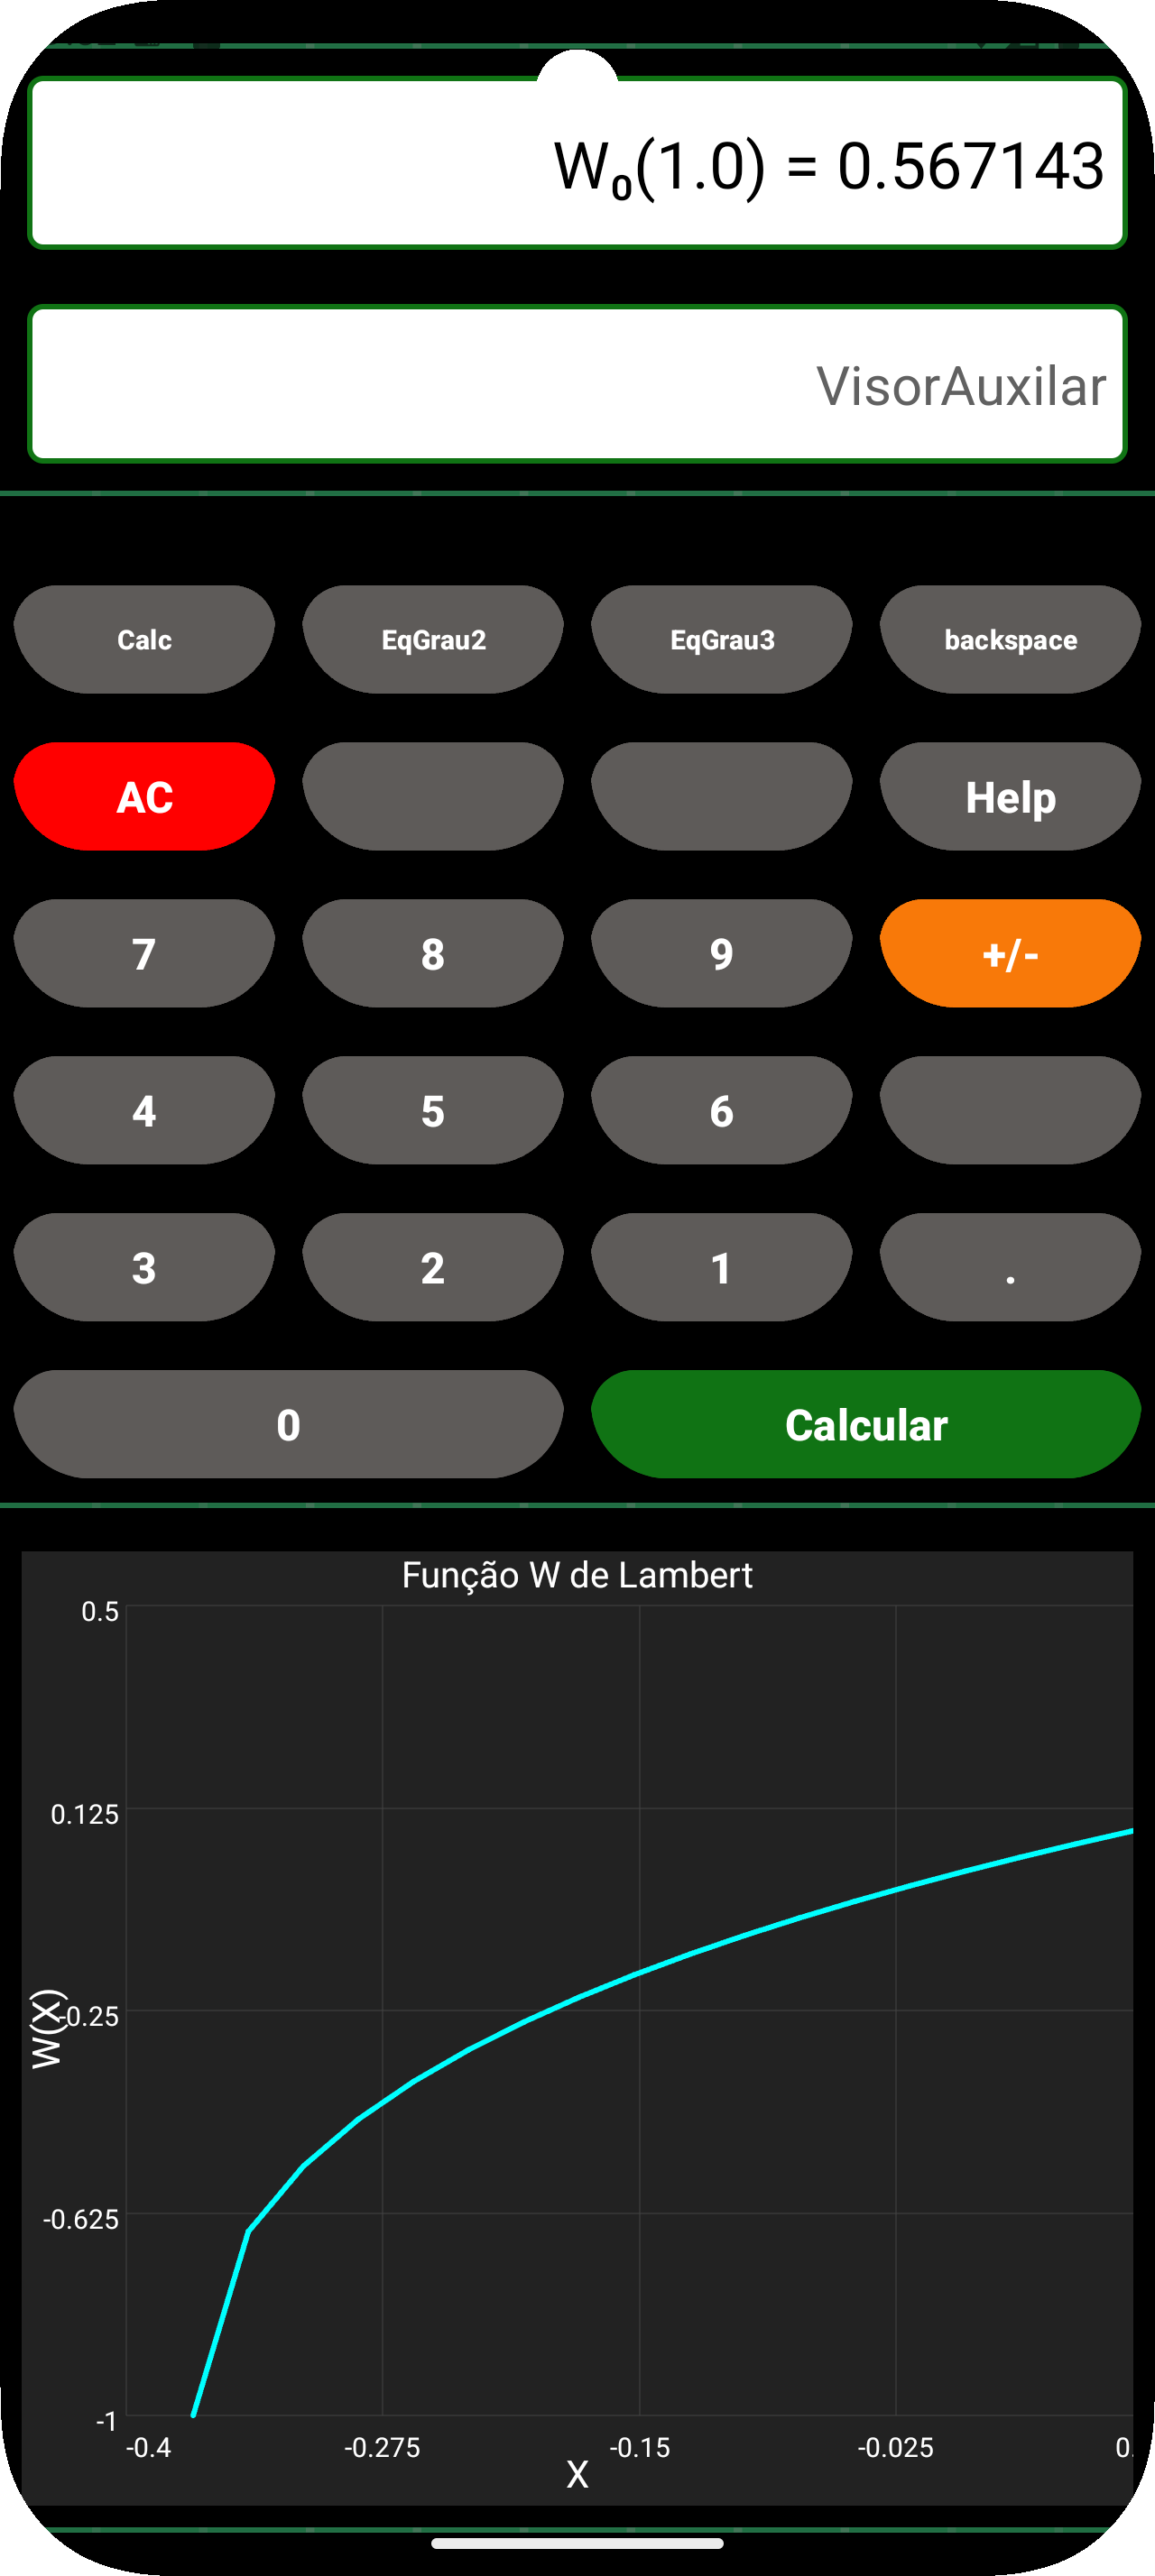 W₀(1.0) = 0.567143
VisorAuxilar
Calc EqGrau2 EqGrau3 backspace
AC Help
7 8 9 +/-
4 5 6
3 2 1 .
0 Calcular
Função W de Lambert
0.5
0.125
-0.25
W(X)
-0.625
-1
-0.4 -0.275 -0.15 -0.025 0.
X